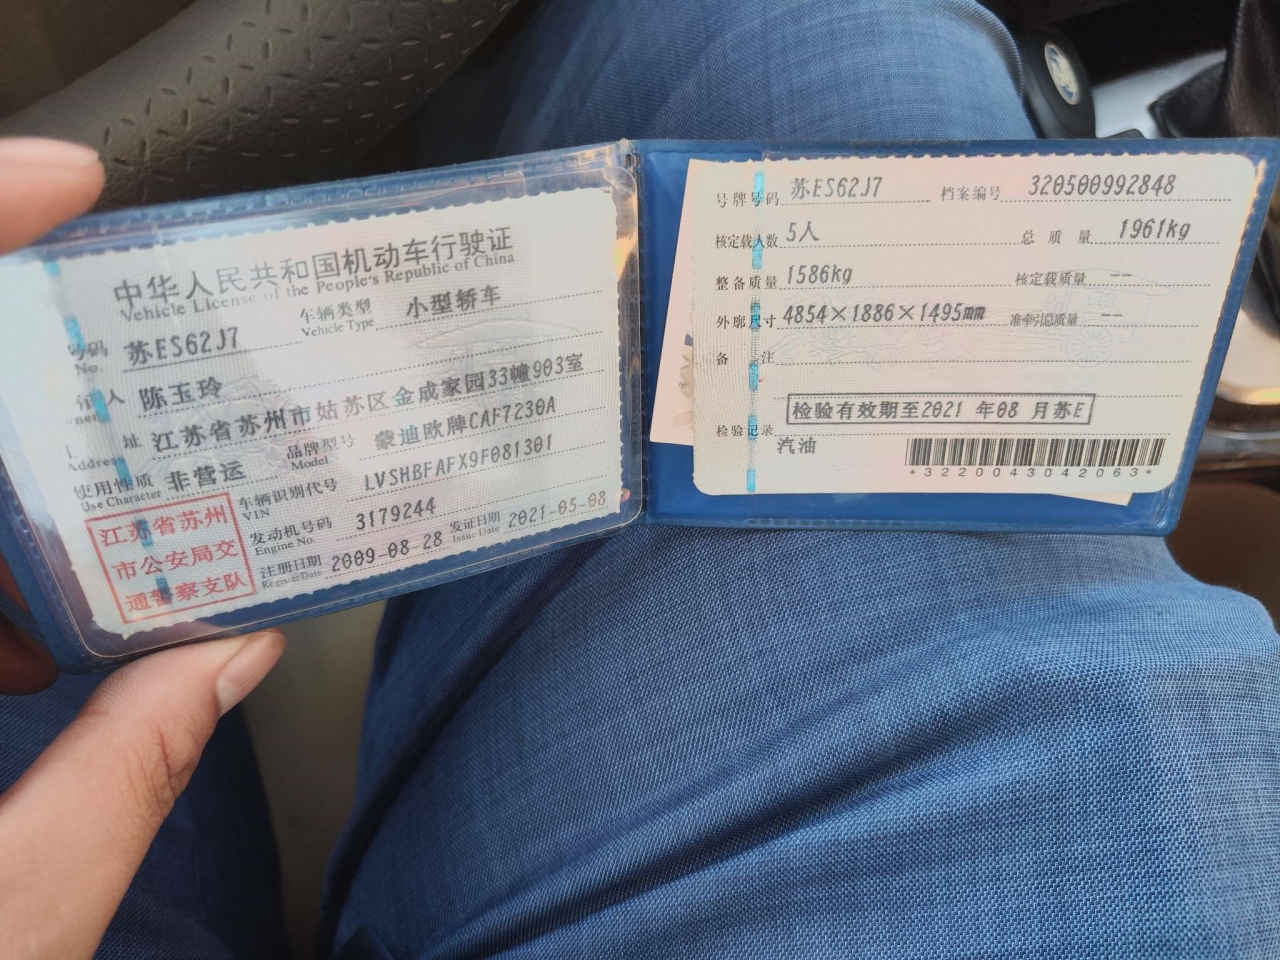 中华人民共和国机动车行驶证
Vehicle License of the People's Republic of China
号码 苏ES62J7 车辆类型 小型轿车
No. Vehicle Type
人 陈玉玲
址 江苏省苏州市姑苏区金成家园33幢903室
Address
使用性质 非营运 品牌型号 蒙迪欧牌CAF7230A
Use Character Model
江苏省苏州
市公安局交
通警察支队
车辆识别代号 LVSHBFAFX9F081301
VIN
发动机号码 3179244
Engine No.
注册日期 2009-08-28 发证日期 2021-05-08
Register Date Issue Date
号牌号码 苏ES62J7 档案编号 320500992848
核定载人数 5人 总质量 1961kg
整备质量 1586kg 核定载质量 --
外廓尺寸 4854×1886×1495mm 准牵引总质量 --
备注
检验有效期至2021 年08 月苏E
检验记录
汽油
*3220043042063*